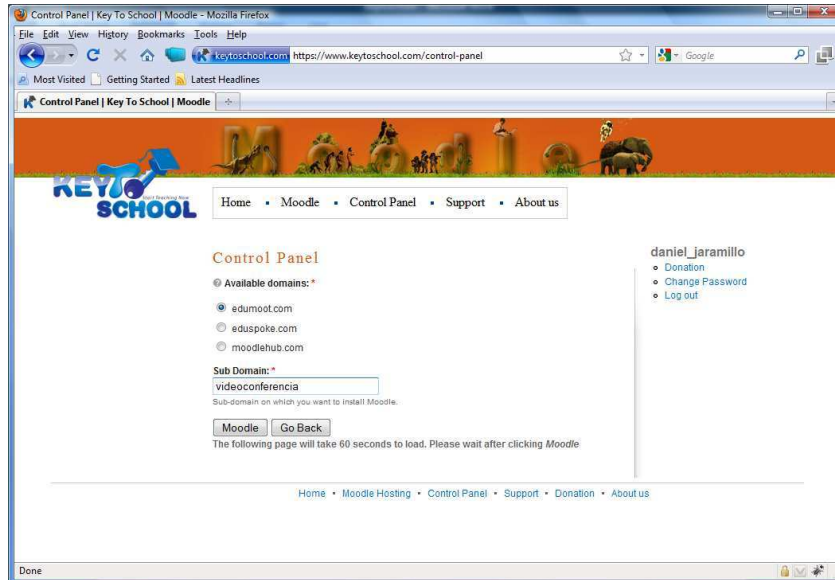 Control Panel | Key To School | Moodle - Mozilla Firefox
File Edit View History Bookmarks Tools Help
keytoschool.com https://www.keytoschool.com/control-panel
Google
Most Visited Getting Started Latest Headlines
Control Panel | Key To School | Moodle
Moodle
KEY TO
Start Teaching Now
SCHOOL
Home Moodle Control Panel Support About us
Control Panel
Available domains: *
edumoot.com
eduspoke.com
moodlehub.com
Sub Domain: *
videoconferencia
Sub-domain on which you want to install Moodle.
Moodle Go Back
The following page will take 60 seconds to load. Please wait after clicking Moodle
daniel_jaramillo
Donation
Change Password
Log out
Home • Moodle Hosting • Control Panel • Support • Donation • About us
Done